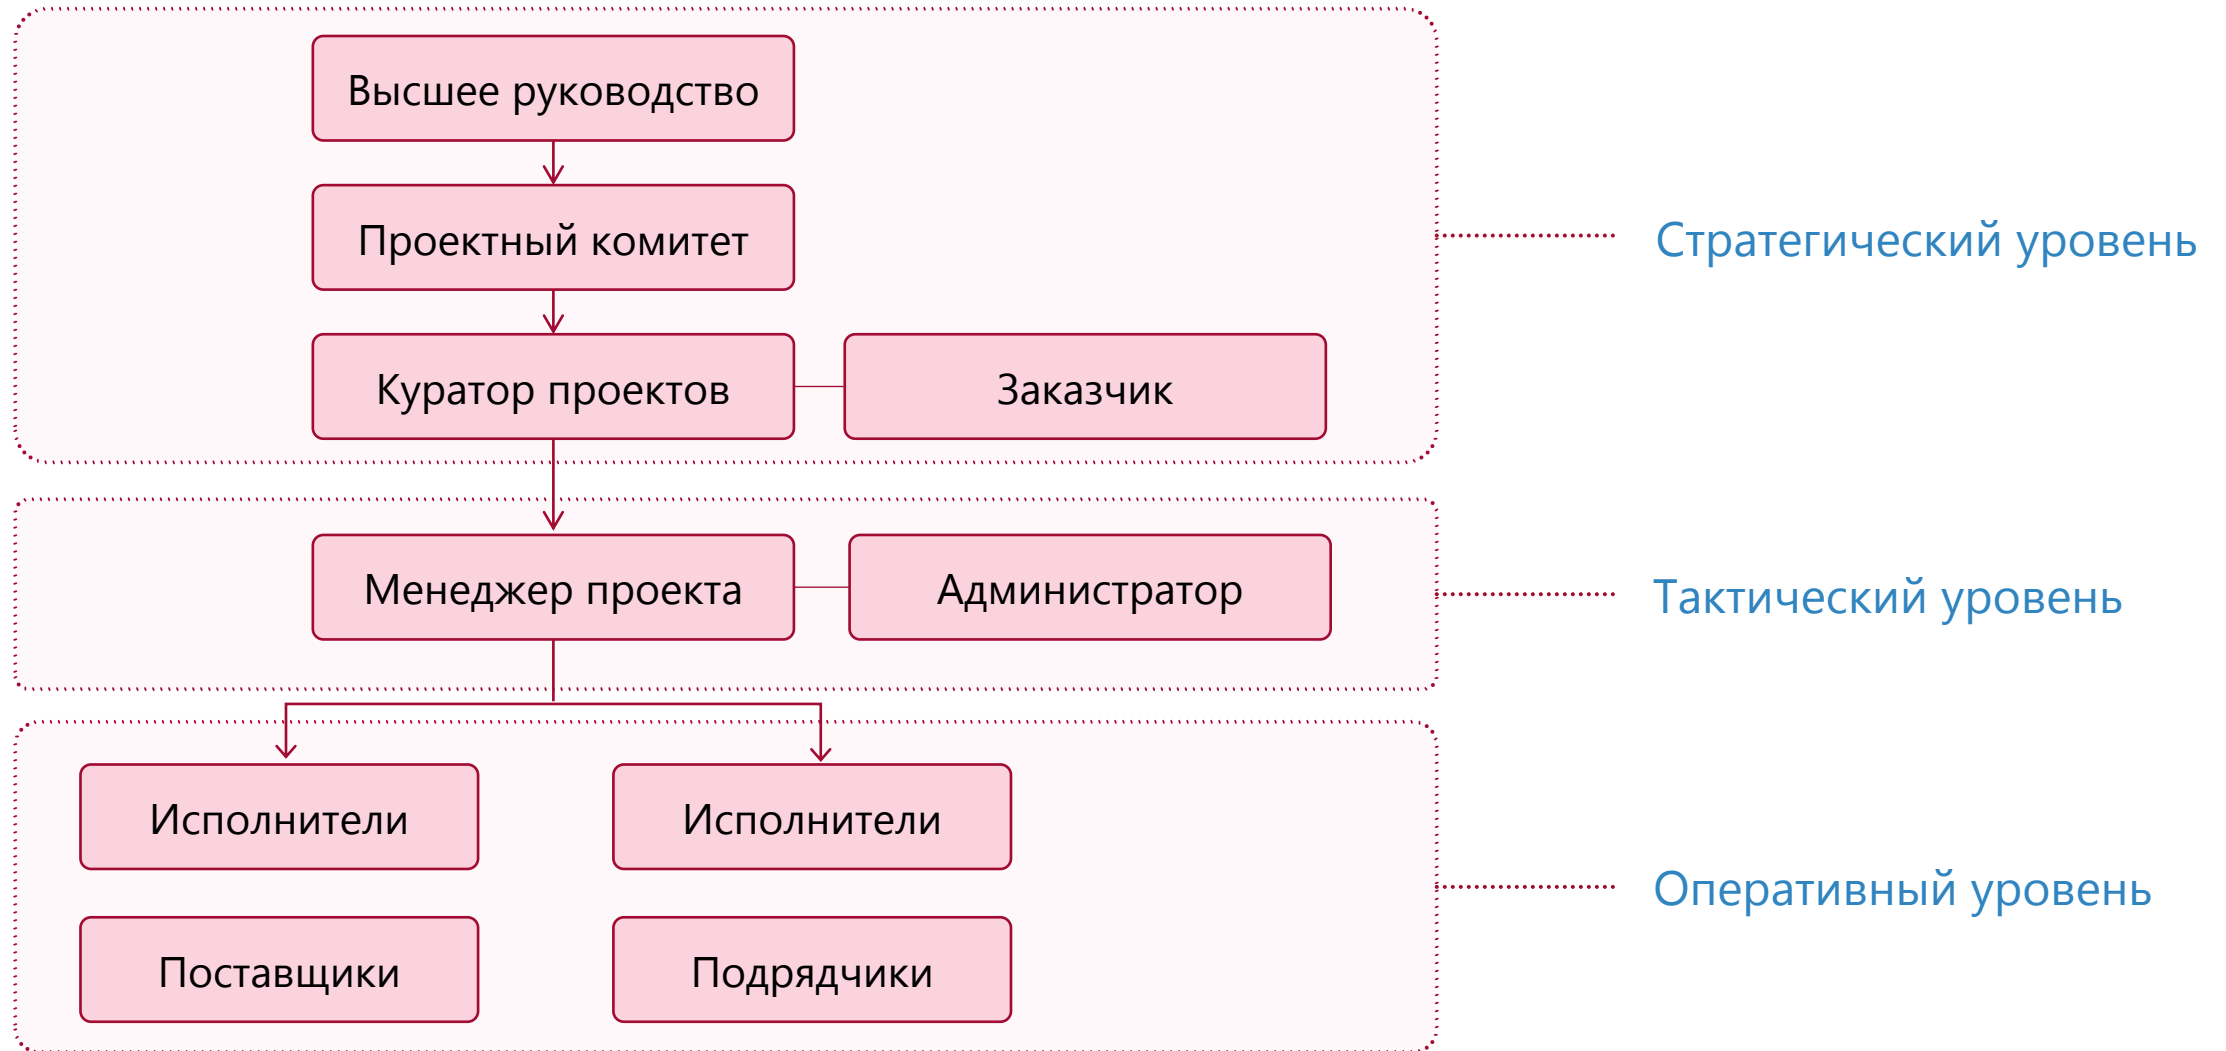 Высшее руководство
Проектный комитет
Стратегический уровень
Куратор проектов
Заказчик
Менеджер проекта
Администратор
Тактический уровень
Исполнители
Исполнители
Оперативный уровень
Поставщики
Подрядчики